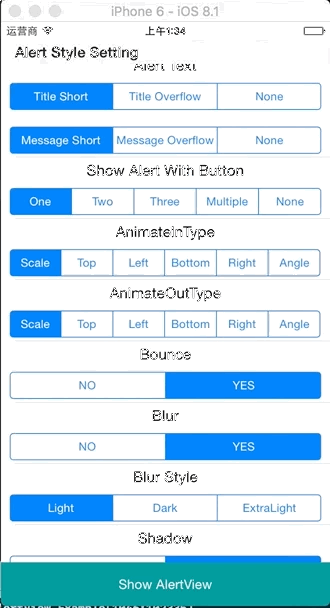 iPhone 6 - iOS 8.1
运营商 上午1:34
Alert Style Setting
Alert Text
Title Short Title Overflow None
Message Short Message Overflow None
Show Alert With Button
One Two Three Multiple None
AnimateInType
Scale Top Left Bottom Right Angle
AnimateOutType
Scale Top Left Bottom Right Angle
Bounce
NO YES
Blur
NO YES
Blur Style
Light Dark ExtraLight
Shadow
Show AlertView